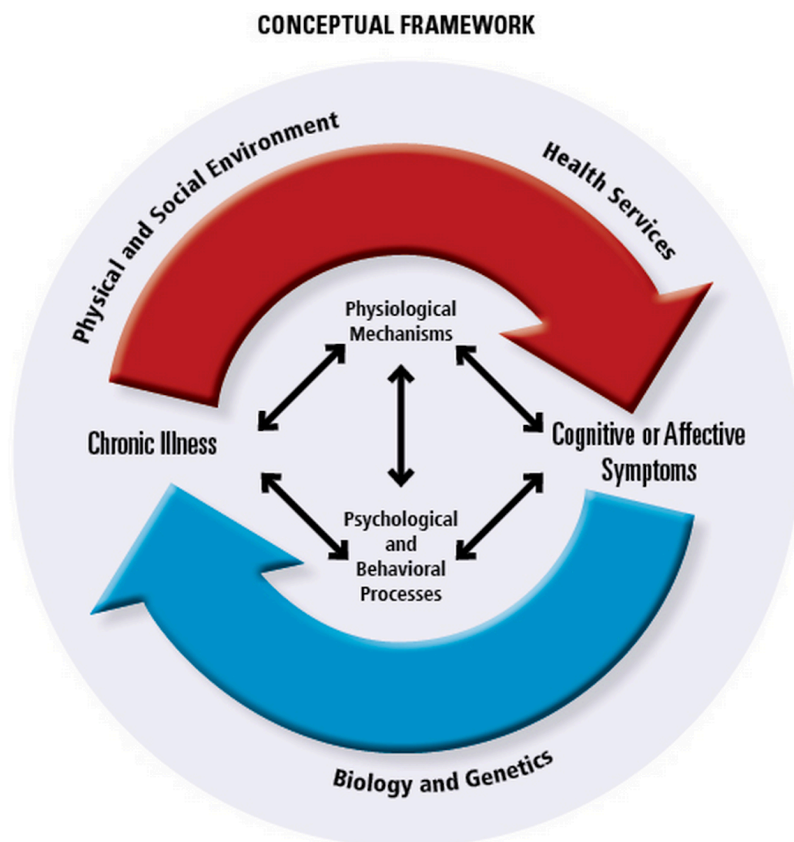 CONCEPTUAL FRAMEWORK
Physical and Social Environment
Health Services
Physiological
Mechanisms
Chronic Illness
Cognitive or Affective
Symptoms
Psychological
and
Behavioral
Processes
Biology and Genetics